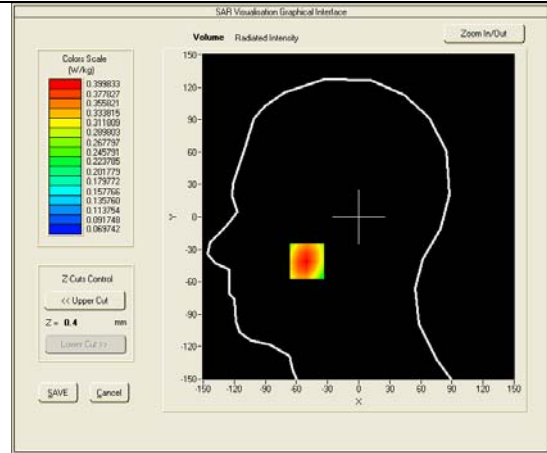 SAR Visualisation Graphical Interface
Volume Radiated Intensity
Zoom In/Out
Colors Scale
(W/kg)
0.399833
0.377827
0.355821
0.333815
0.311809
0.289803
0.267797
0.245791
0.223785
0.201779
0.179772
0.157766
0.135760
0.113754
0.091748
0.069742
Z Cuts Control
<< Upper Cut
Z = 0.4 mm
Lower Cut >>
SAVE Cancel
150
120
90
60
30
0
-30
-60
-90
-120
-150
Y
-150 -120 -90 -60 -30 0 30 60 90 120 150
X